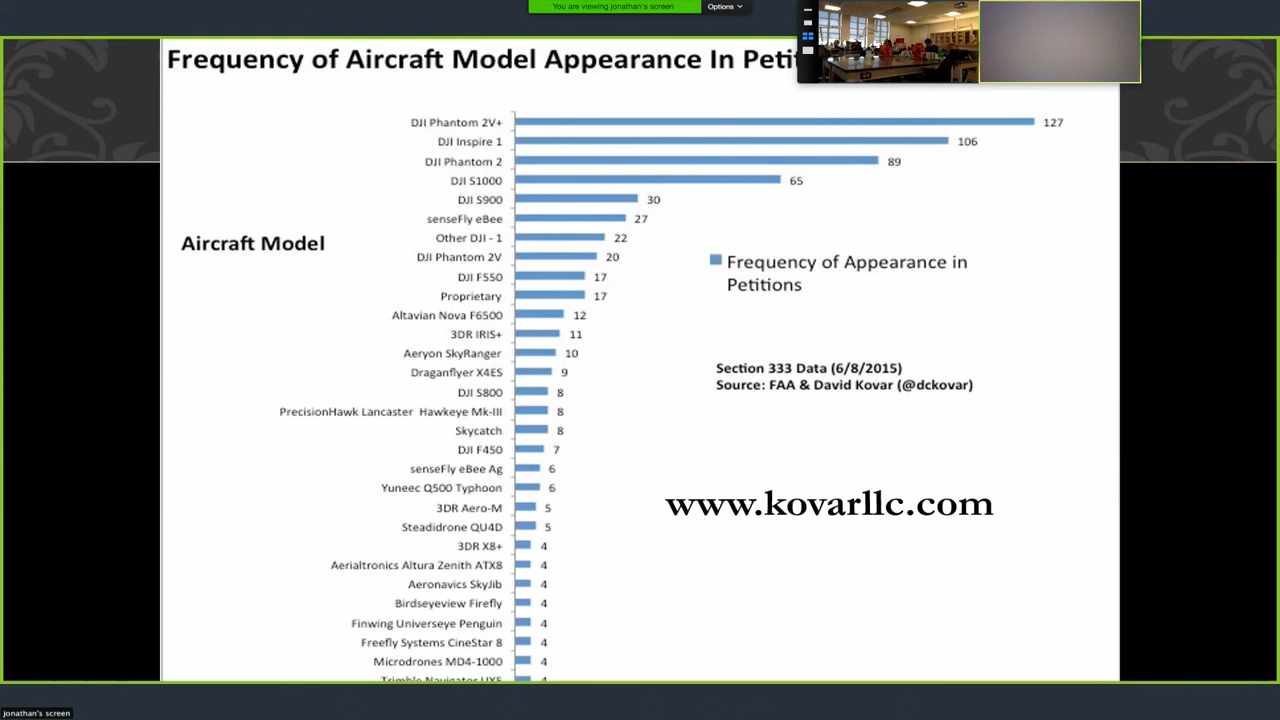 You are viewing jonathan's screen Options
Frequency of Aircraft Model Appearance In
DJI Phantom 2V+ 127
DJI Inspire 1 106
DJI Phantom 2 89
DJI S1000 65
DJI S900 30
senseFly eBee 27
Other DJI - 1 22
Aircraft Model
DJI Phantom 2V 20
DJI F550 17
Proprietary 17
Altavian Nova F6500 12
3DR IRIS+ 11
Aeryon SkyRanger 10
Draganflyer X4ES 9
DJI S800 8
PrecisionHawk Lancaster Hawkeye Mk-III 8
Skycatch 8
DJI F450 7
senseFly eBee Ag 6
Yuneec Q500 Typhoon 6
3DR Aero-M 5
Steadidrone QU4D 5
3DR X8+ 4
Aerialtronics Altura Zenith ATX8 4
Aeronavics SkyJib 4
Birdseyeview Firefly 4
Finwing Universeye Penguin 4
Freefly Systems CineStar 8 4
Microdrones MD4-1000 4
Trimble Navigator UX5 4
Frequency of Appearance in
Petitions
Section 333 Data (6/8/2015)
Source: FAA & David Kovar (@dckovar)
www.kovarllc.com
jonathan's screen